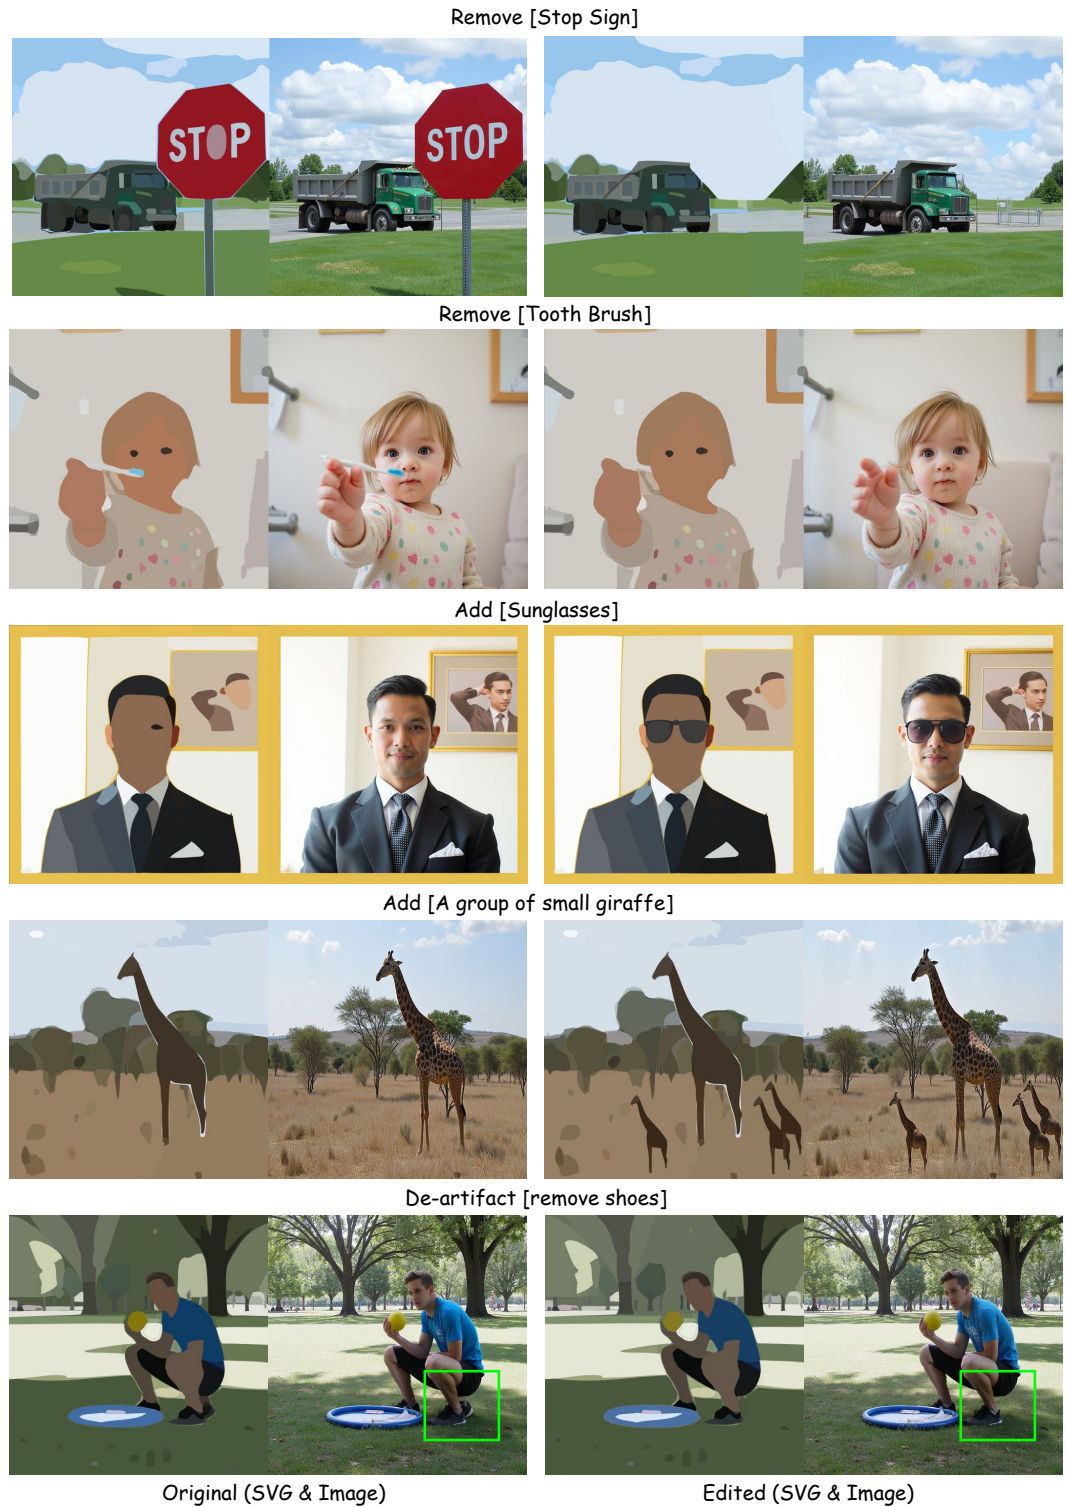 Remove [Stop Sign]
STOP
STOP
Remove [Tooth Brush]
Add [Sunglasses]
Add [A group of small giraffe]
De-artifact [remove shoes]
Original (SVG & Image)
Edited (SVG & Image)